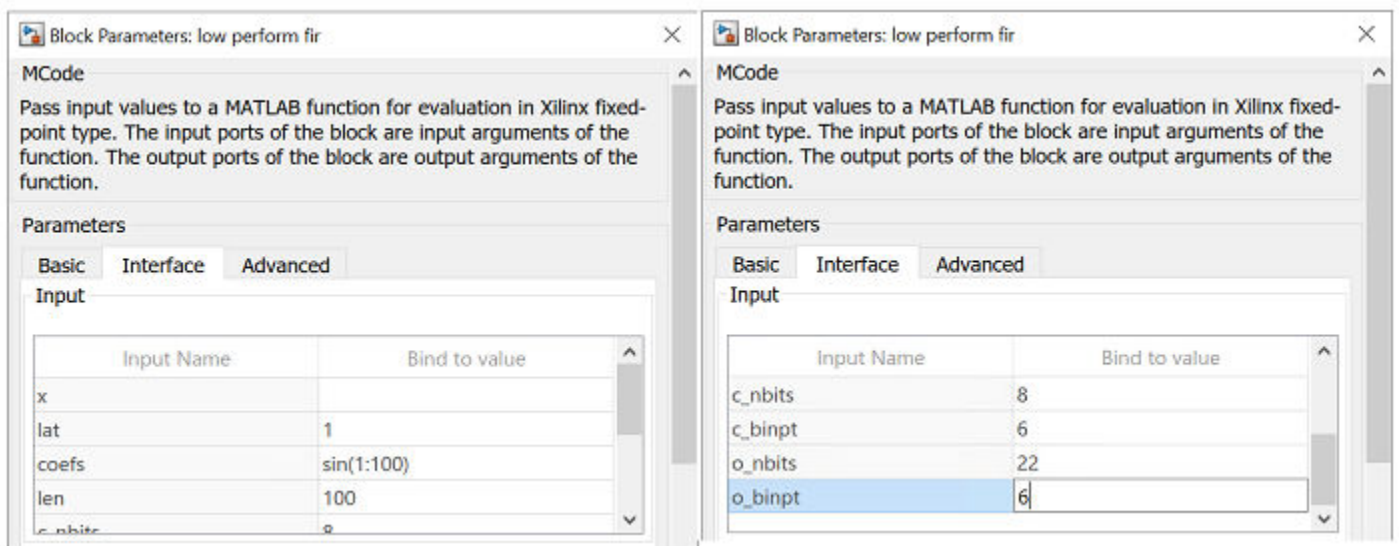 Block Parameters: low perform fir
MCode
Pass input values to a MATLAB function for evaluation in Xilinx fixed-
point type. The input ports of the block are input arguments of the
function. The output ports of the block are output arguments of the
function.
Parameters
Basic Interface Advanced
Input
Input Name Bind to value
x
lat 1
coefs sin(1:100)
len 100
c_nbits 8
Block Parameters: low perform fir
MCode
Pass input values to a MATLAB function for evaluation in Xilinx fixed-
point type. The input ports of the block are input arguments of the
function. The output ports of the block are output arguments of the
function.
Parameters
Basic Interface Advanced
Input
Input Name Bind to value
c_nbits 8
c_binpt 6
o_nbits 22
o_binpt 6